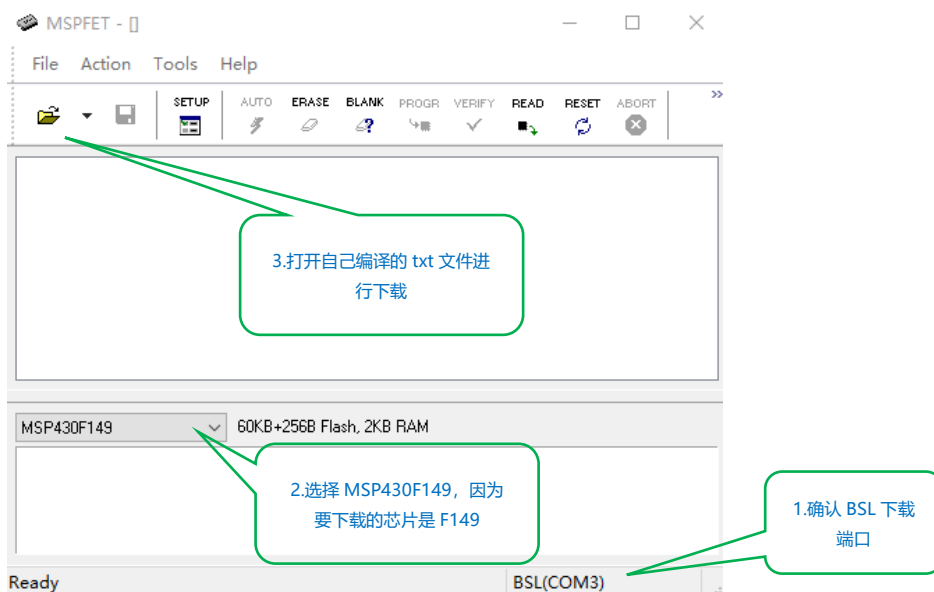 MSPFET - []
File Action Tools Help
SETUP AUTO ERASE BLANK PROGR VERIFY READ RESET ABORT
3.打开自己编译的 txt 文件进
行下载
MSP430F149 60KB+256B Flash, 2KB RAM
2.选择 MSP430F149，因为
要下载的芯片是 F149
1.确认 BSL 下载
端口
Ready BSL(COM3)